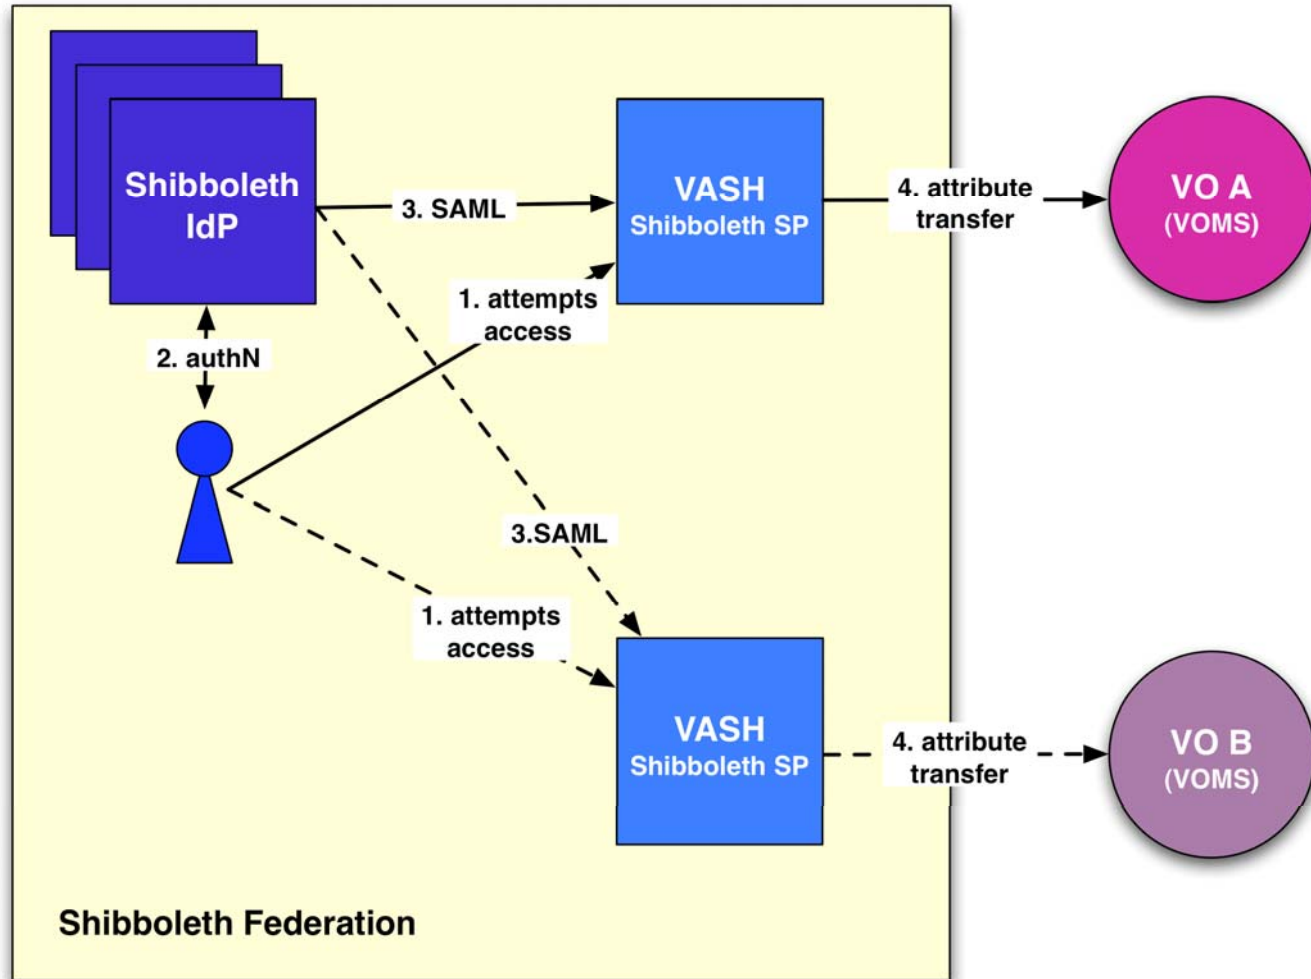 Shibboleth
IdP
VASH
Shibboleth SP
VO A
(VOMS)
3. SAML
4. attribute
transfer
1. attempts
access
2. authN
3.SAML
1. attempts
access
VASH
Shibboleth SP
4. attribute
transfer
VO B
(VOMS)
Shibboleth Federation